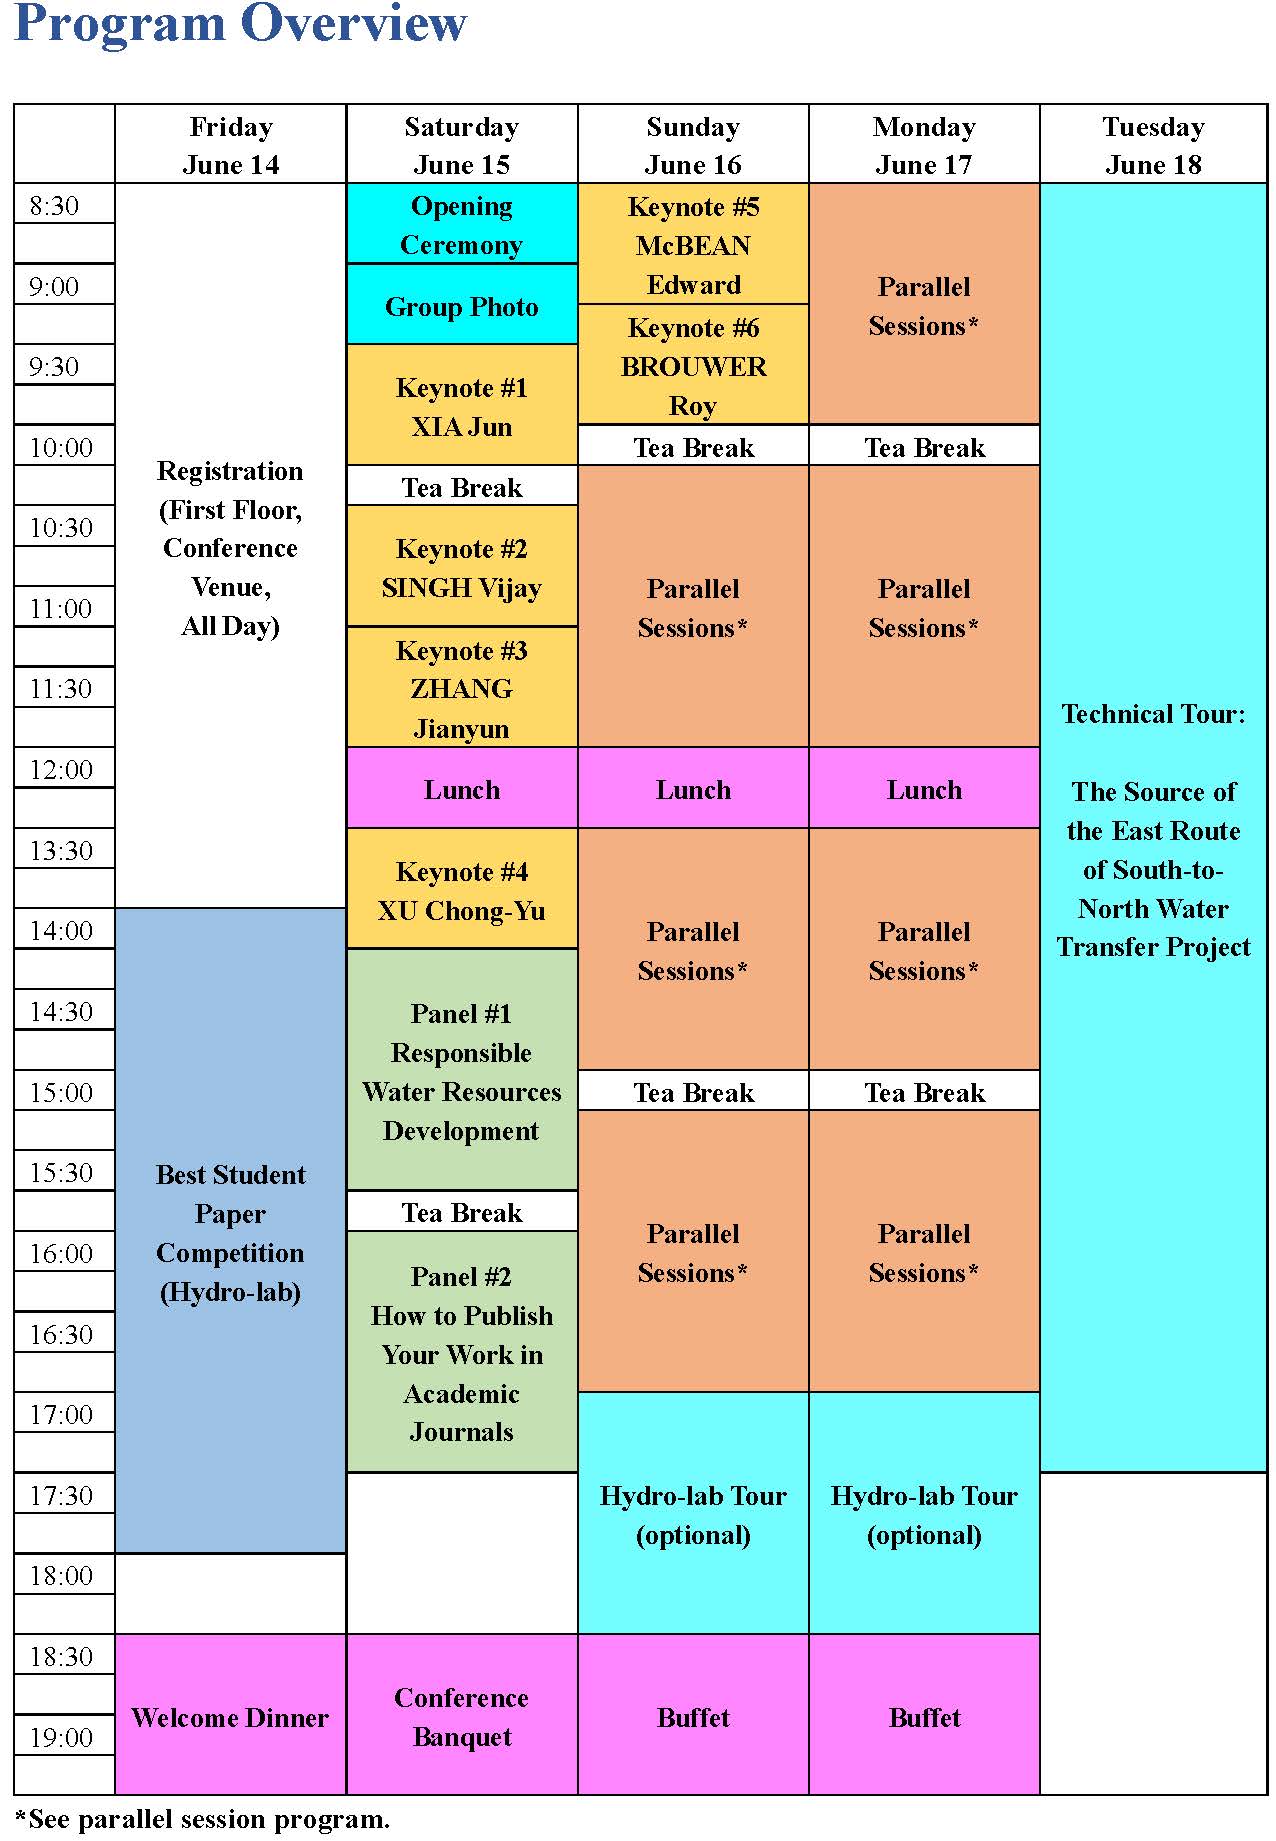 Program Overview
Friday
June 14
Saturday
June 15
Sunday
June 16
Monday
June 17
Tuesday
June 18
8:30
9:00
9:30
10:00
10:30
11:00
11:30
12:00
13:30
14:00
14:30
15:00
15:30
16:00
16:30
17:00
17:30
18:00
18:30
19:00
Registration
(First Floor,
Conference
Venue,
All Day)
Best Student
Paper
Competition
(Hydro-lab)
Welcome Dinner
Opening
Ceremony
Group Photo
Keynote #1
XIA Jun
Tea Break
Keynote #2
SINGH Vijay
Keynote #3
ZHANG
Jianyun
Lunch
Keynote #4
XU Chong-Yu
Panel #1
Responsible
Water Resources
Development
Tea Break
Panel #2
How to Publish
Your Work in
Academic
Journals
Conference
Banquet
Keynote #5
McBEAN
Edward
Keynote #6
BROUWER
Roy
Tea Break
Parallel
Sessions*
Lunch
Parallel
Sessions*
Tea Break
Parallel
Sessions*
Hydro-lab Tour
(optional)
Buffet
Parallel
Sessions*
Tea Break
Parallel
Sessions*
Lunch
Parallel
Sessions*
Tea Break
Parallel
Sessions*
Hydro-lab Tour
(optional)
Buffet
Technical Tour:
The Source of
the East Route
of South-to-
North Water
Transfer Project
*See parallel session program.